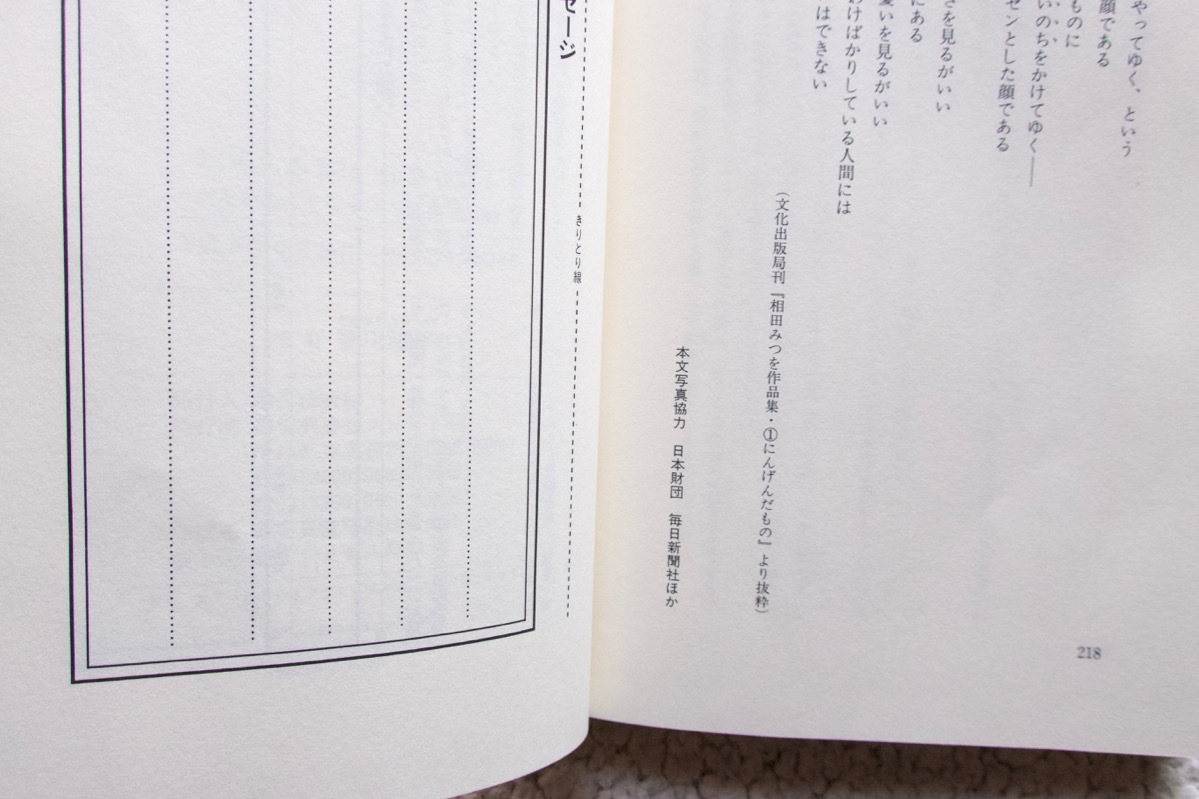 やってゆく、という
顔である
ものに
いのちをかけてゆく――
ゼンとした顔である
さを見るがいい
にある
憂いを見るがいい
わけばかりしている人間には
はできない
(文化出版局刊『相田みつを作品集・①にんげんだもの』より抜粋)
本文写真協力 日本財団 毎日新聞社ほか
218
セージ
きりとり線